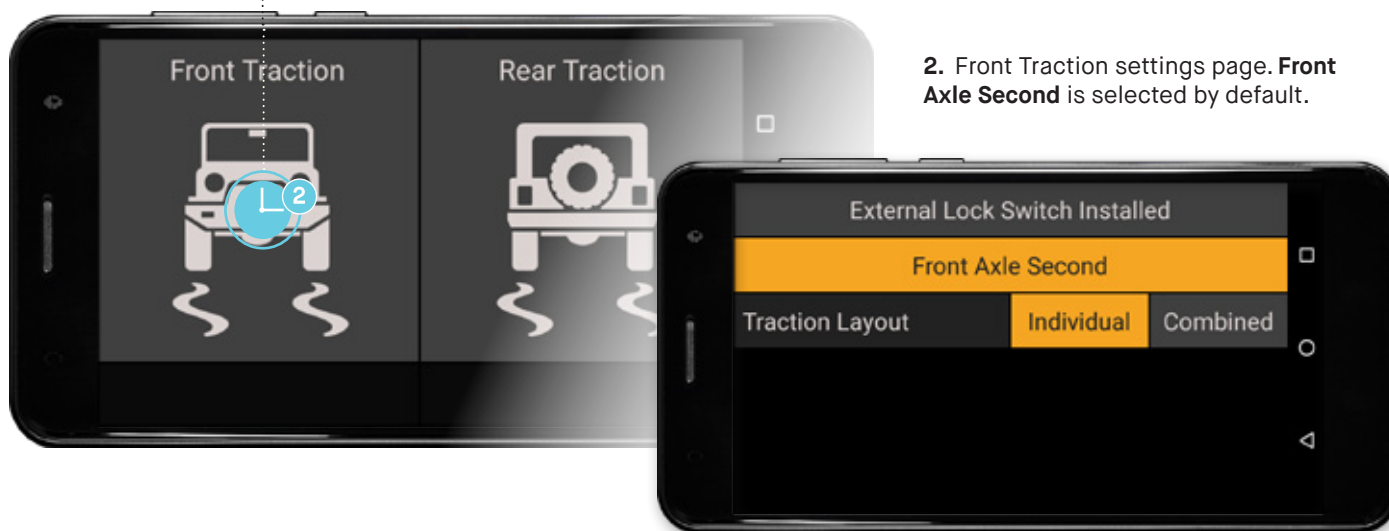 Front Traction
Rear Traction
2
2. Front Traction settings page. Front
Axle Second is selected by default.
External Lock Switch Installed
Front Axle Second
Traction Layout Individual Combined